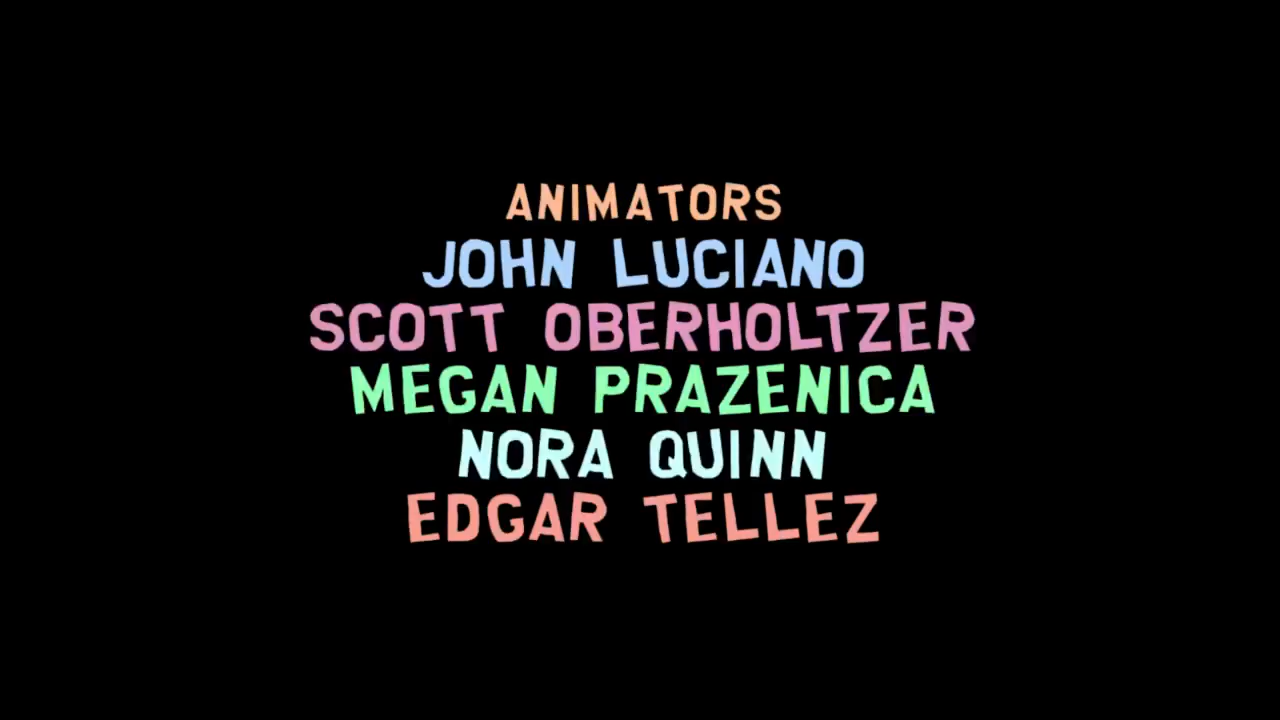 ANIMATORS
JOHN LUCIANO
SCOTT OBERHOLTZER
MEGAN PRAZENICA
NORA QUINN
EDGAR TELLEZ